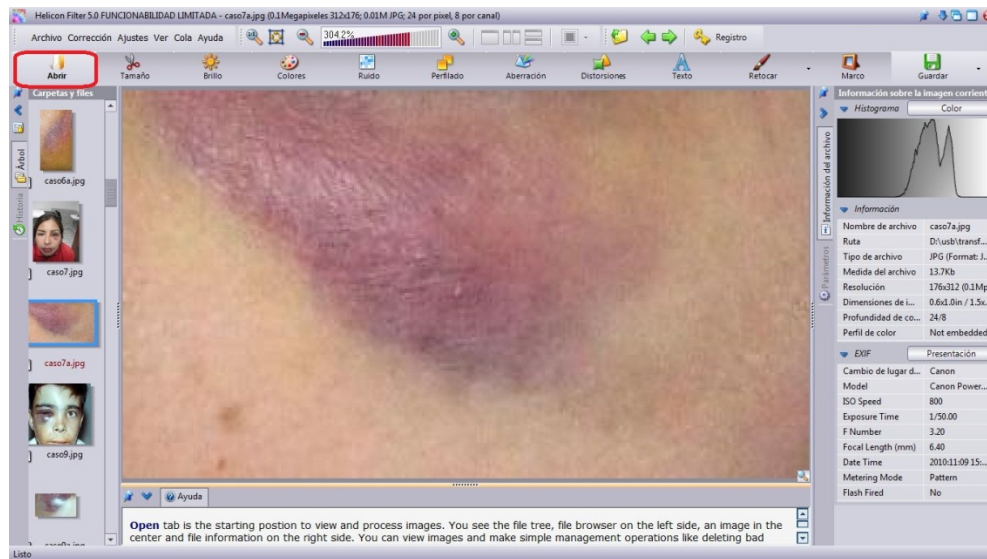 Helicon Filter 5.0 FUNCIONABILIDAD LIMITADA - caso7a.jpg (0.1Megapixeles 312x176; 0.01M JPG; 24 por pixel, 8 por canal)
Archivo Corrección Ajustes Ver Cola Ayuda 304.2% Registro
Abrir Tamaño Brillo Colores Ruido Perfilado Aberración Distorsiones Texto Retocar Marco Guardar
Carpetas y files
Árbol
Historia
caso6a.jpg
caso7.jpg
caso7a.jpg
caso9.jpg
Ayuda
Open tab is the starting postion to view and process images. You see the file tree, file browser on the left side, an image in the
center and file information on the right side. You can view images and make simple management operations like deleting bad
Información del archivo
Parámetros
Información sobre la imagen corrient
Histograma Color
Información
Nombre de archivo caso7a.jpg
Ruta D:\usb\transf...
Tipo de archivo JPG (Format: J...
Medida del archivo 13.7Kb
Resolución 176x312 (0.1Mp
Dimensiones de i... 0.6x1.0in / 1.5x...
Profundidad de co... 24/8
Perfil de color Not embedded
EXIF Presentación
Cambio de lugar d... Canon
Model Canon Power...
ISO Speed 800
Exposure Time 1/50.00
F Number 3.20
Focal Length (mm) 6.40
Date Time 2010:11:09 15:...
Metering Mode Pattern
Flash Fired No
Listo